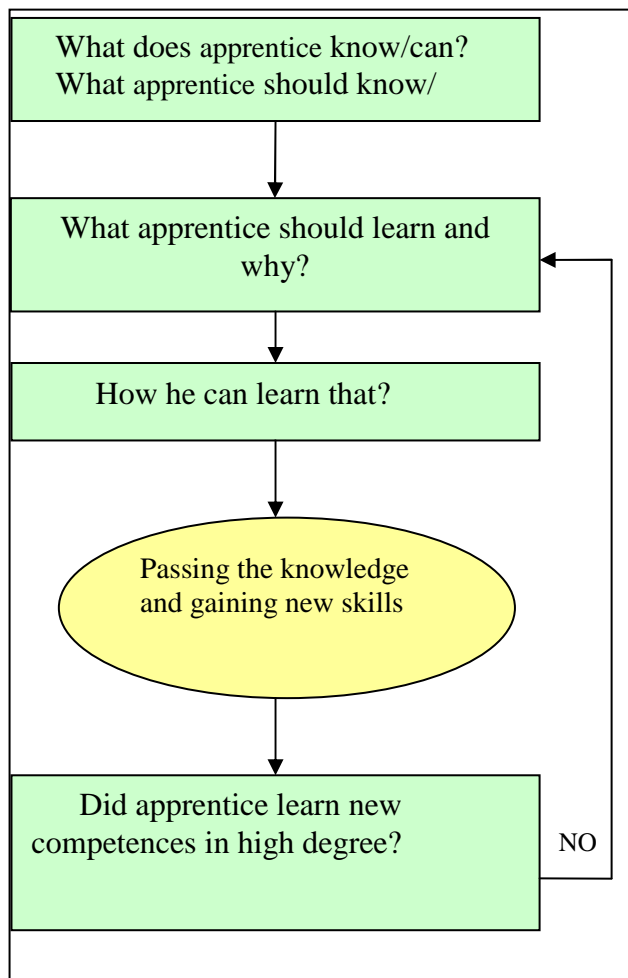 What does apprentice know/can?
What apprentice should know/
What apprentice should learn and
why?
How he can learn that?
Passing the knowledge
and gaining new skills
Did apprentice learn new
competences in high degree?
NO